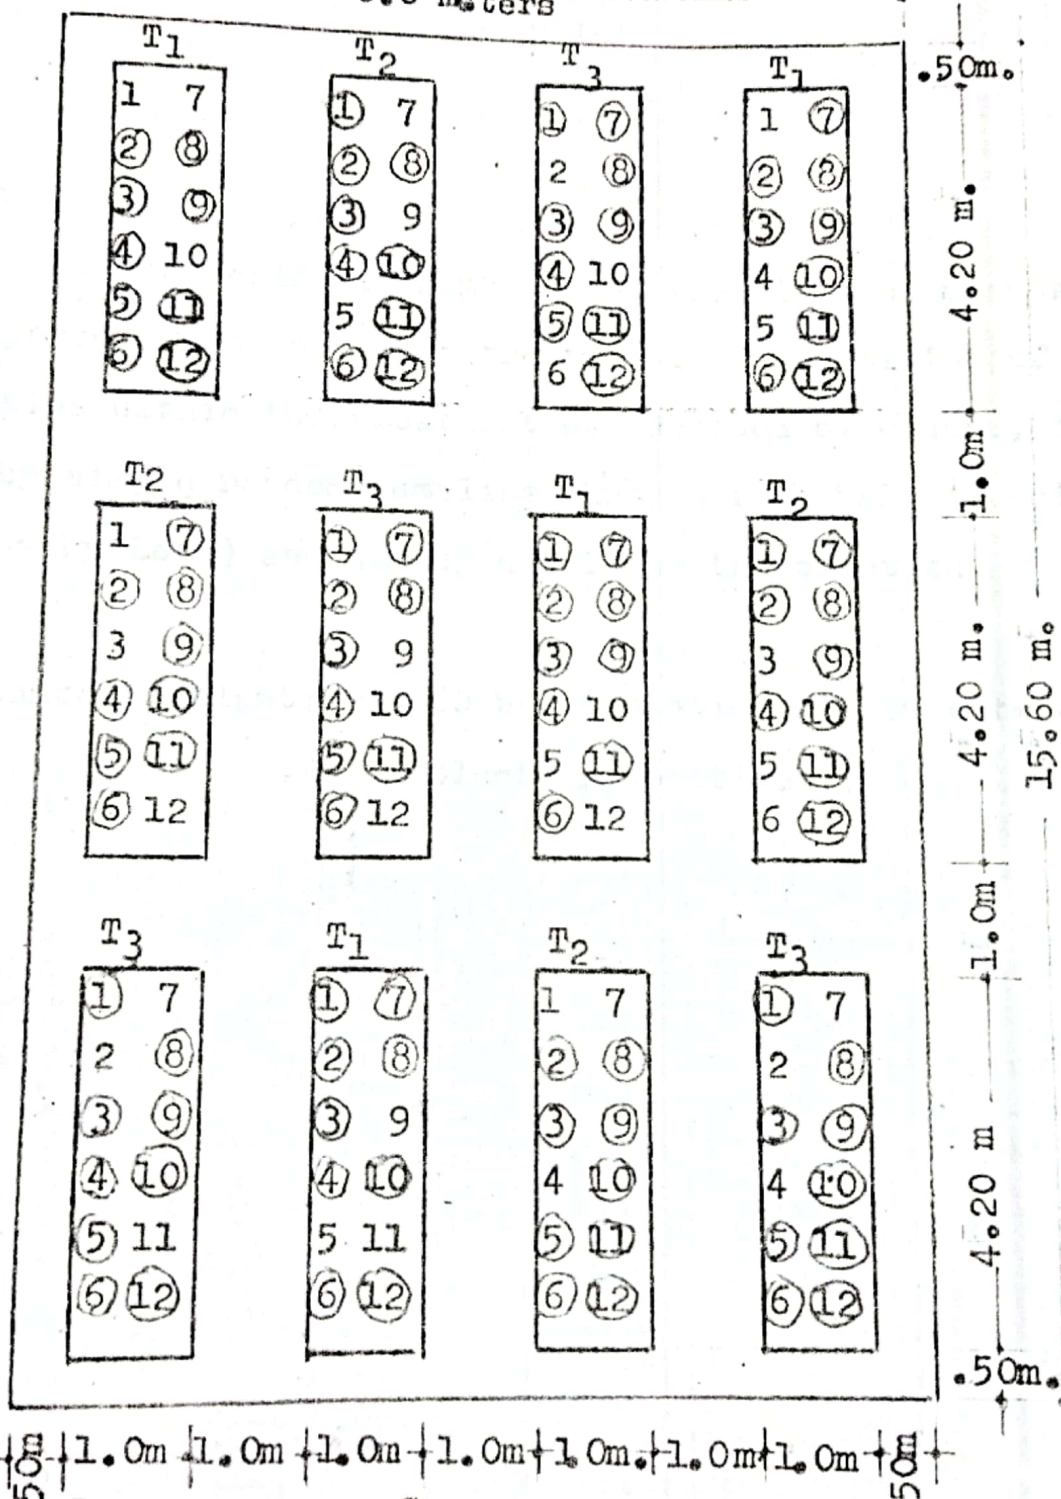 meters
T1 T2 T3 T1
.50m.
1 7 1 7 1 7 1 7
2 8 2 8 2 8 2 8
3 9 3 9 3 9 3 9
4 10 4 10 4 10 4 10
5 11 5 11 5 11 5 11
6 12 6 12 6 12 6 12
4.20 m.
1.0m
T2 T3 T1 T2
1 7 1 7 1 7 1 7
2 8 2 8 2 8 2 8
3 9 3 9 3 9 3 9
4 10 4 10 4 10 4 10
5 11 5 11 5 11 5 11
6 12 6 12 6 12 6 12
4.20 m.
15.60 m.
1.0m
T3 T1 T2 T3
1 7 1 7 1 7 1 7
2 8 2 8 2 8 2 8
3 9 3 9 3 9 3 9
4 10 4 10 4 10 4 10
5 11 5 11 5 11 5 11
6 12 6 12 6 12 6 12
4.20 m
.50m.
50m 1.0m 1.0m 1.0m 1.0m 1.0m. 1.0m 1.0m 50m